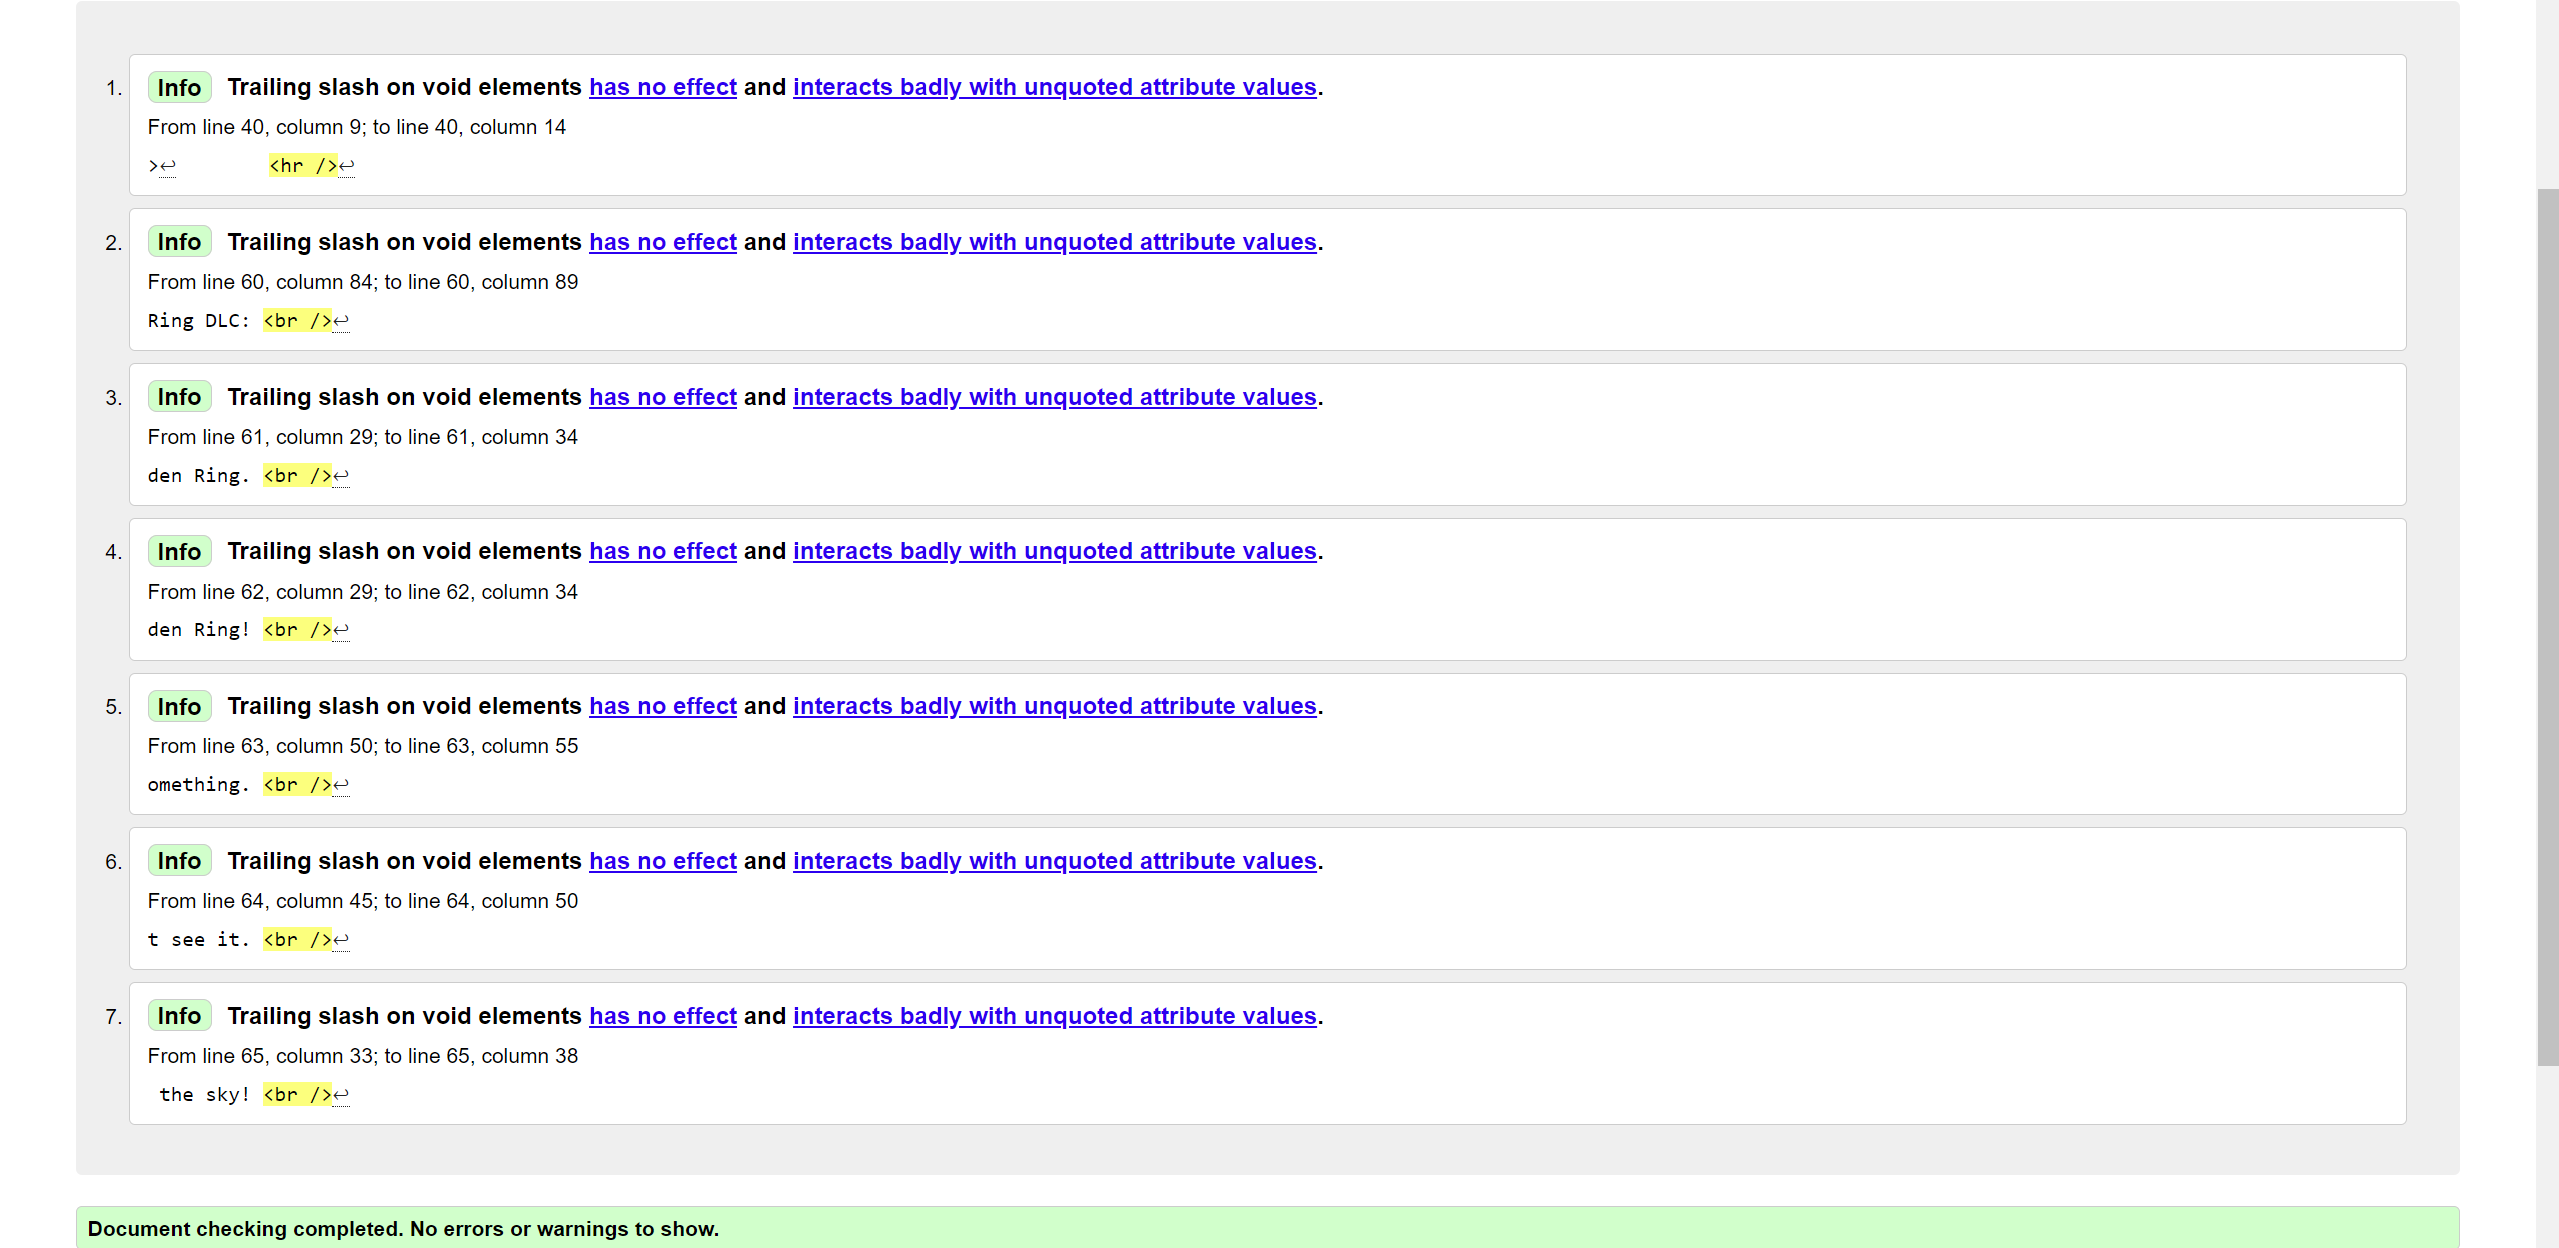 1. Info Trailing slash on void elements has no effect and interacts badly with unquoted attribute values.
From line 40, column 9; to line 40, column 14
>↩        <hr />↩
2. Info Trailing slash on void elements has no effect and interacts badly with unquoted attribute values.
From line 60, column 84; to line 60, column 89
Ring DLC: <br />↩
3. Info Trailing slash on void elements has no effect and interacts badly with unquoted attribute values.
From line 61, column 29; to line 61, column 34
den Ring. <br />↩
4. Info Trailing slash on void elements has no effect and interacts badly with unquoted attribute values.
From line 62, column 29; to line 62, column 34
den Ring! <br />↩
5. Info Trailing slash on void elements has no effect and interacts badly with unquoted attribute values.
From line 63, column 50; to line 63, column 55
omething. <br />↩
6. Info Trailing slash on void elements has no effect and interacts badly with unquoted attribute values.
From line 64, column 45; to line 64, column 50
t see it. <br />↩
7. Info Trailing slash on void elements has no effect and interacts badly with unquoted attribute values.
From line 65, column 33; to line 65, column 38
the sky! <br />↩
Document checking completed. No errors or warnings to show.